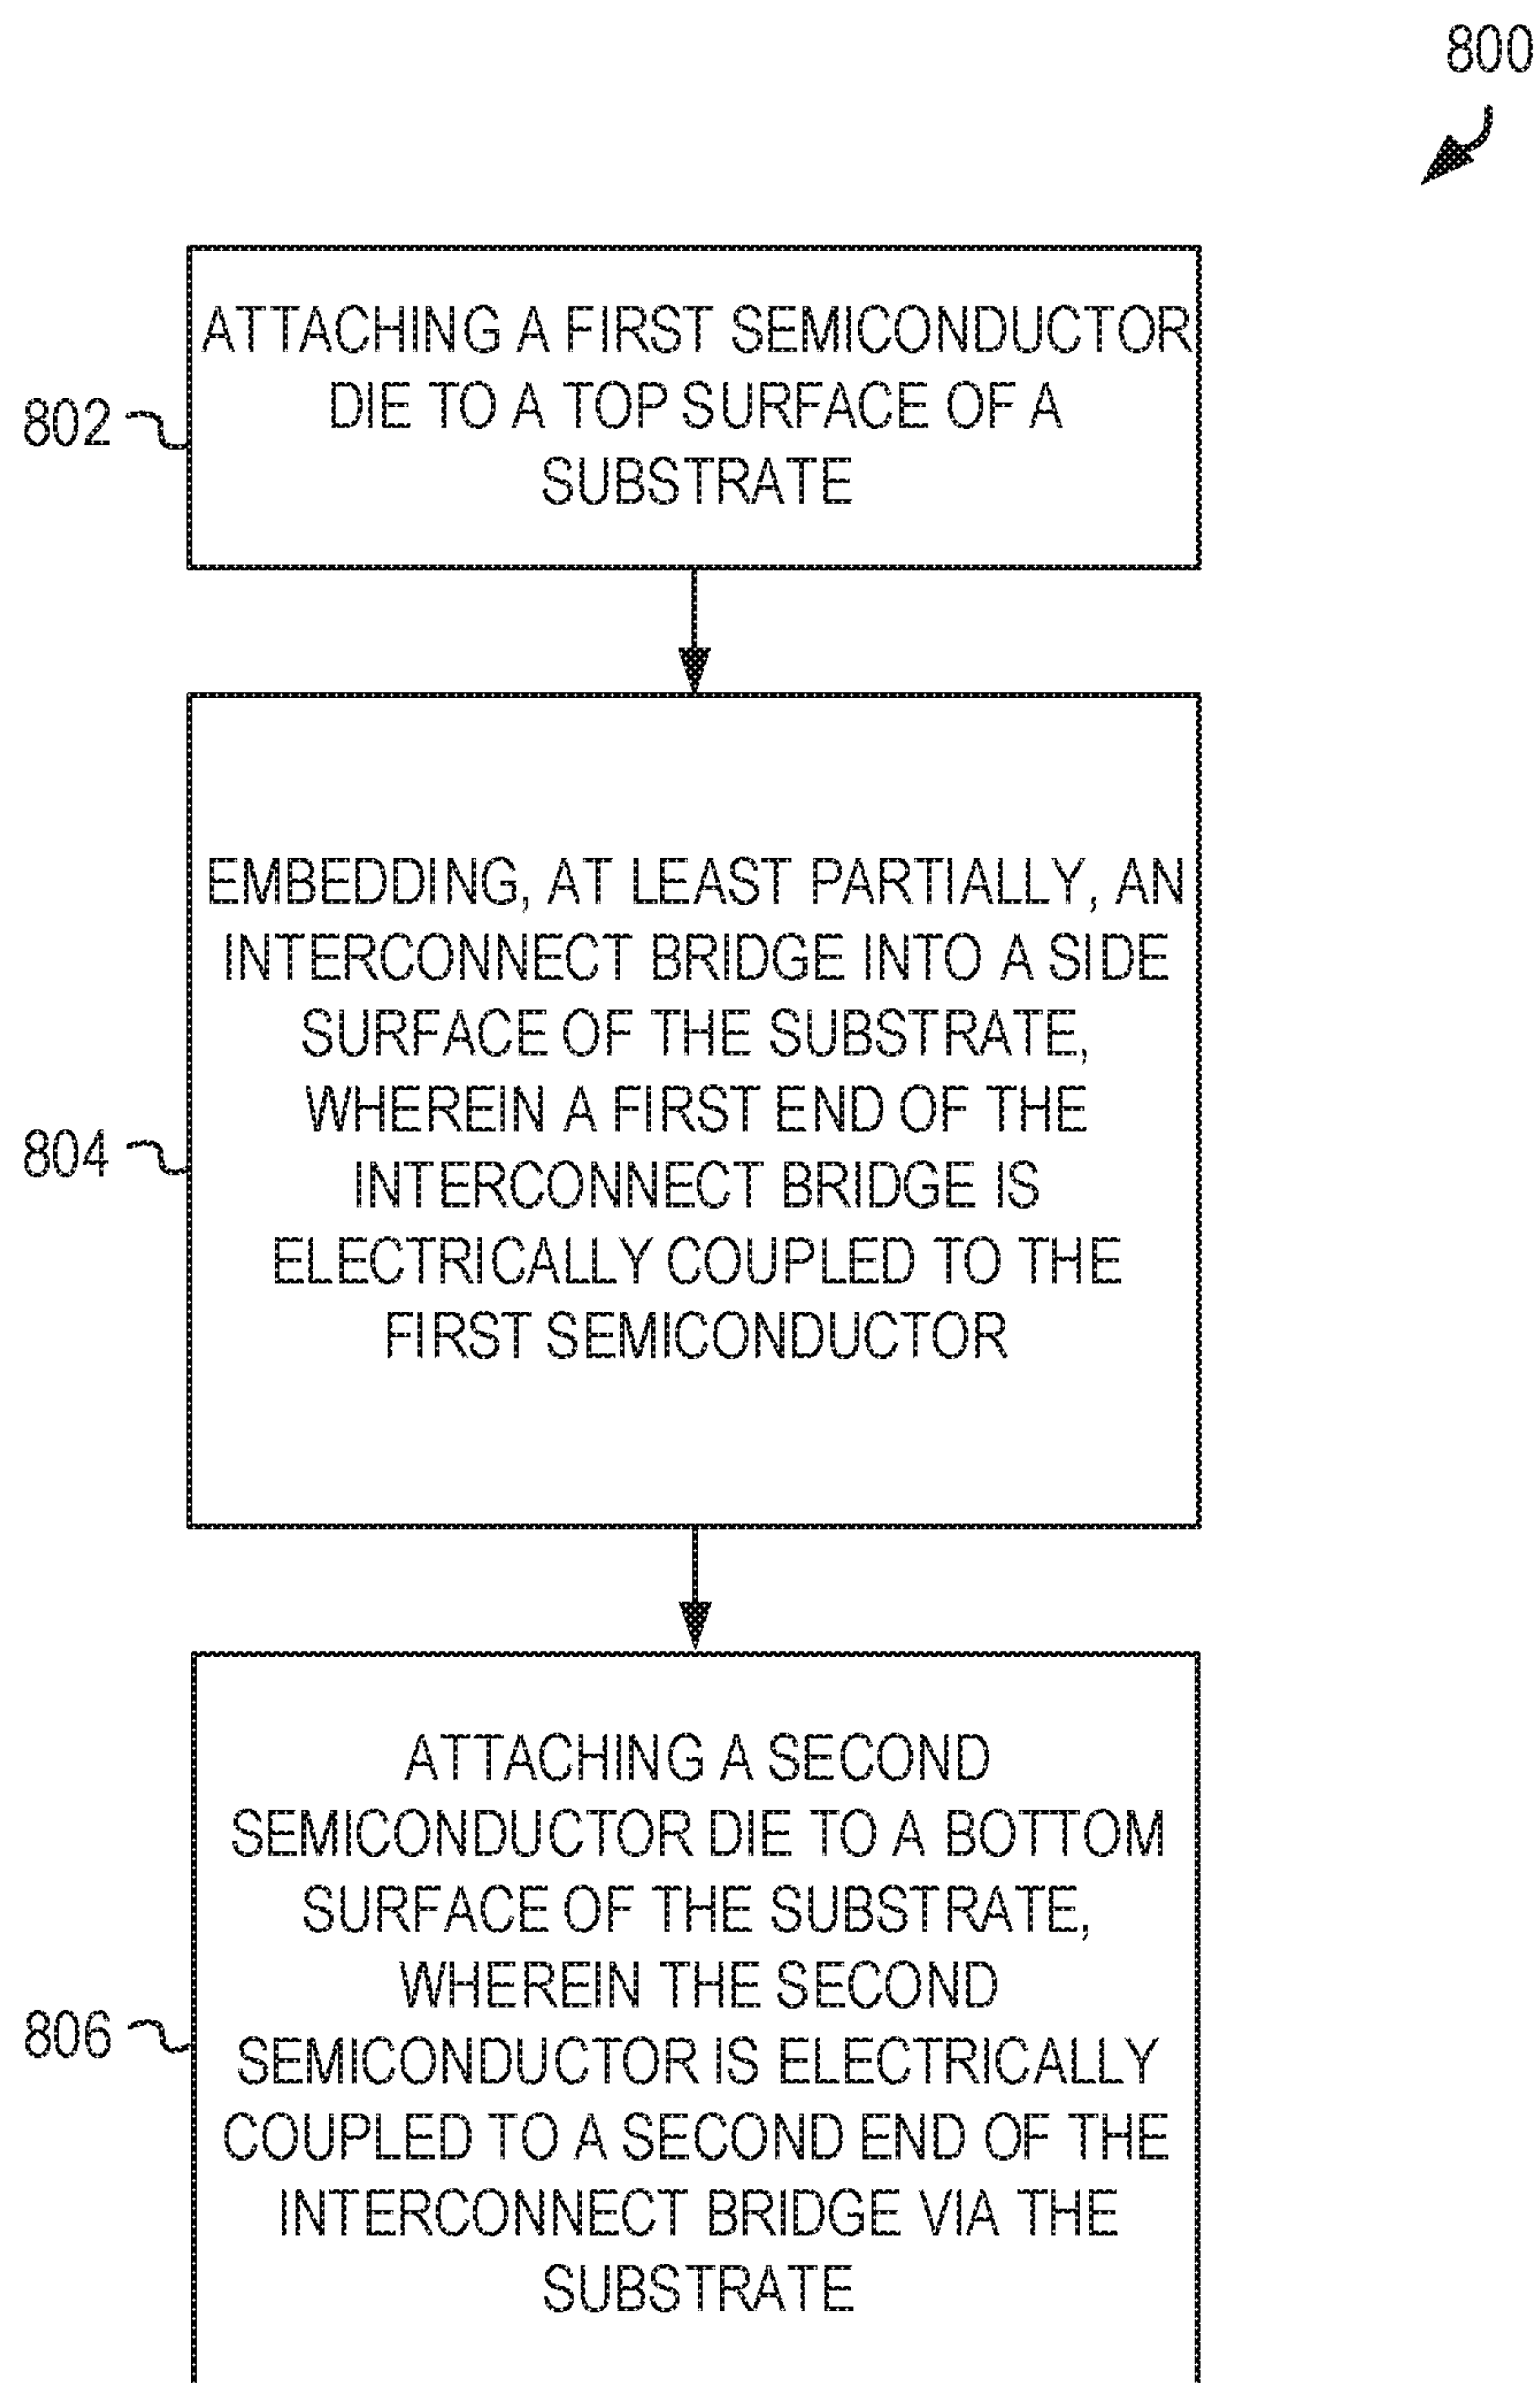 800
802
ATTACHING A FIRST SEMICONDUCTOR
DIE TO A TOP SURFACE OF A
SUBSTRATE
804
EMBEDDING, AT LEAST PARTIALLY, AN
INTERCONNECT BRIDGE INTO A SIDE
SURFACE OF THE SUBSTRATE,
WHEREIN A FIRST END OF THE
INTERCONNECT BRIDGE IS
ELECTRICALLY COUPLED TO THE
FIRST SEMICONDUCTOR
806
ATTACHING A SECOND
SEMICONDUCTOR DIE TO A BOTTOM
SURFACE OF THE SUBSTRATE,
WHEREIN THE SECOND
SEMICONDUCTOR IS ELECTRICALLY
COUPLED TO A SECOND END OF THE
INTERCONNECT BRIDGE VIA THE
SUBSTRATE